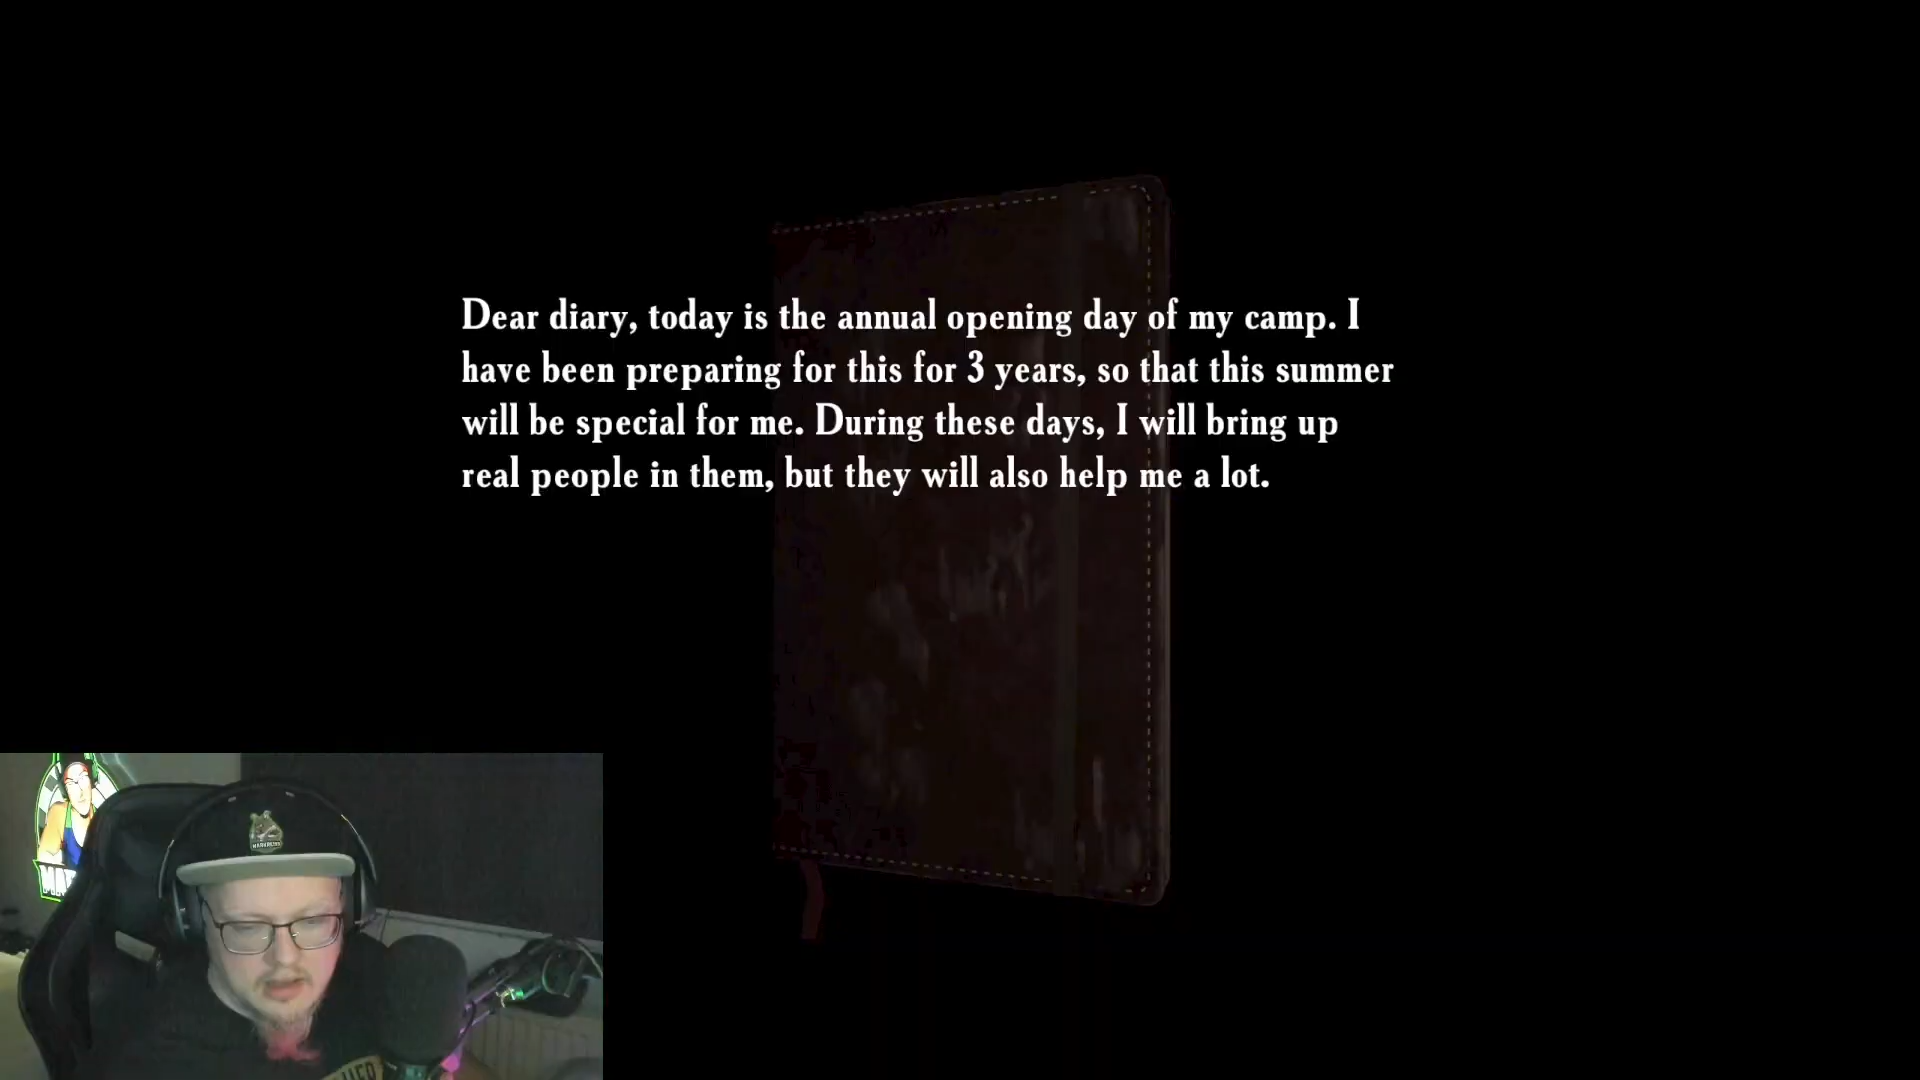 Dear diary, today is the annual opening day of my camp. I
have been preparing for this for 3 years, so that this summer
will be special for me. During these days, I will bring up
real people in them, but they will also help me a lot.